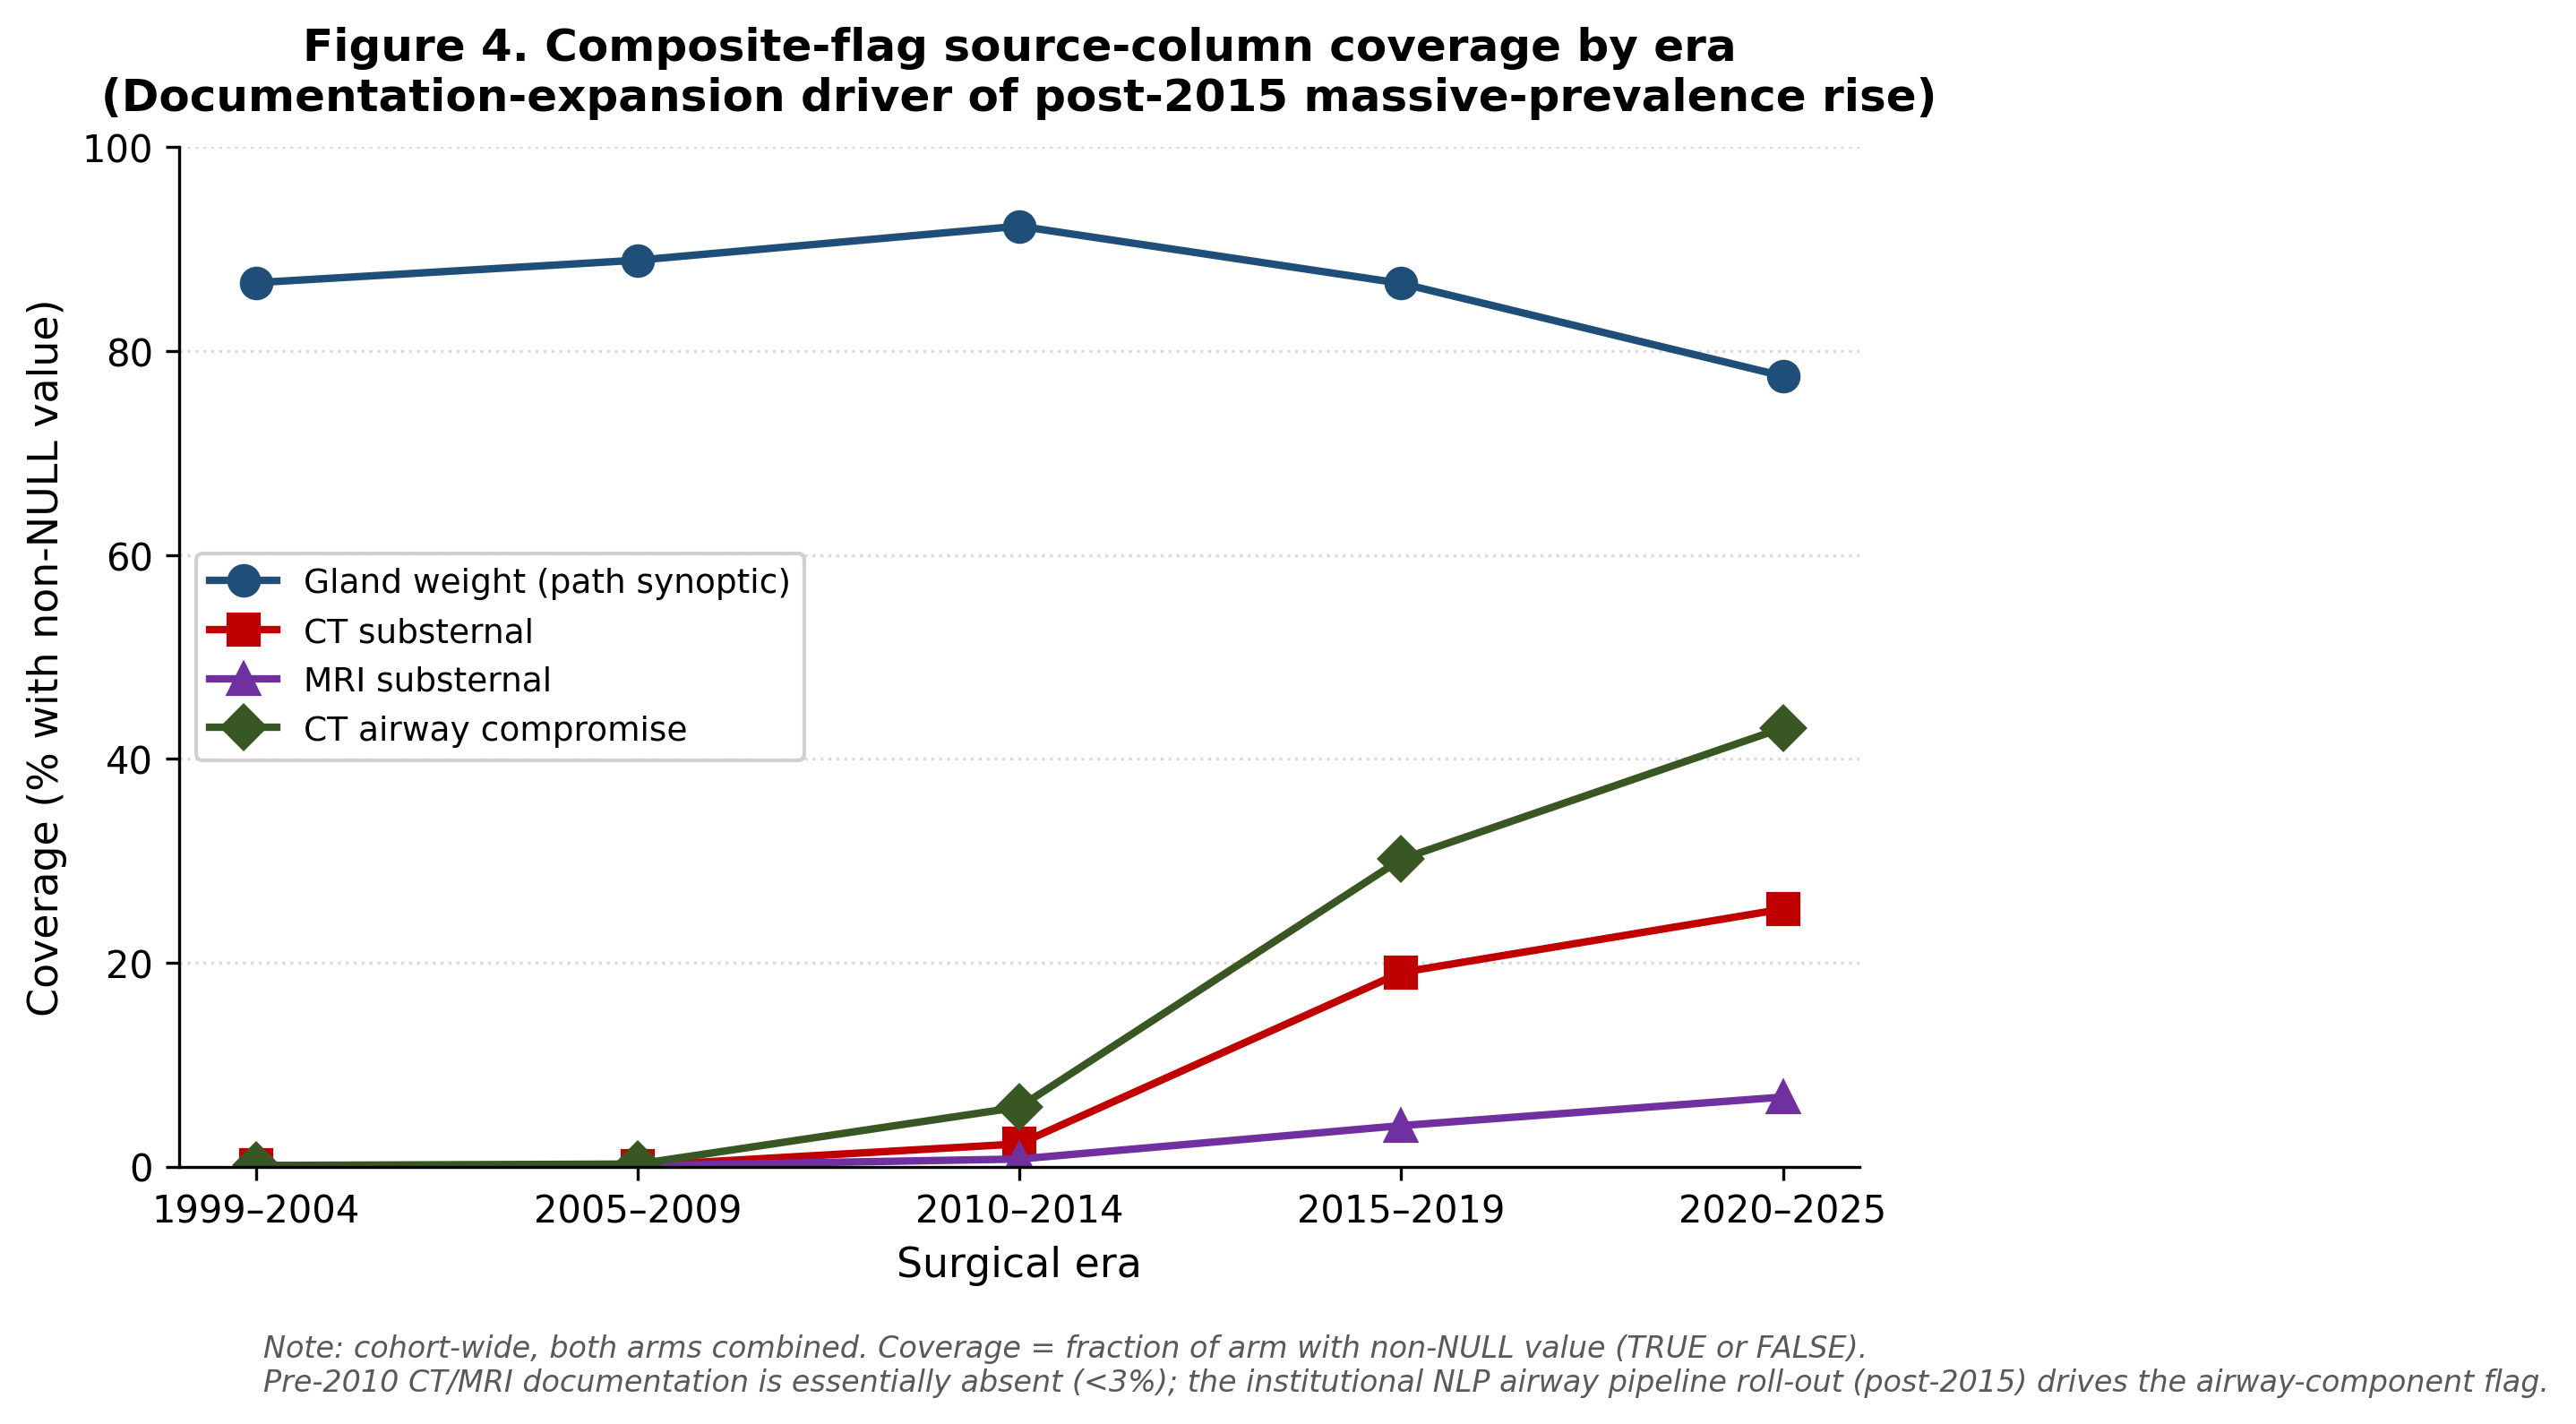 Figure 4. Composite-flag source-column coverage by era
(Documentation-expansion driver of post-2015 massive-prevalence rise)
Coverage (% with non-NULL value)
100
80
60
40
20
0
Gland weight (path synoptic)
CT substernal
MRI substernal
CT airway compromise
1999–2004
2005–2009
2010–2014
2015–2019
2020–2025
Surgical era
Note: cohort-wide, both arms combined. Coverage = fraction of arm with non-NULL value (TRUE or FALSE).
Pre-2010 CT/MRI documentation is essentially absent (<3%); the institutional NLP airway pipeline roll-out (post-2015) drives the airway-component flag.